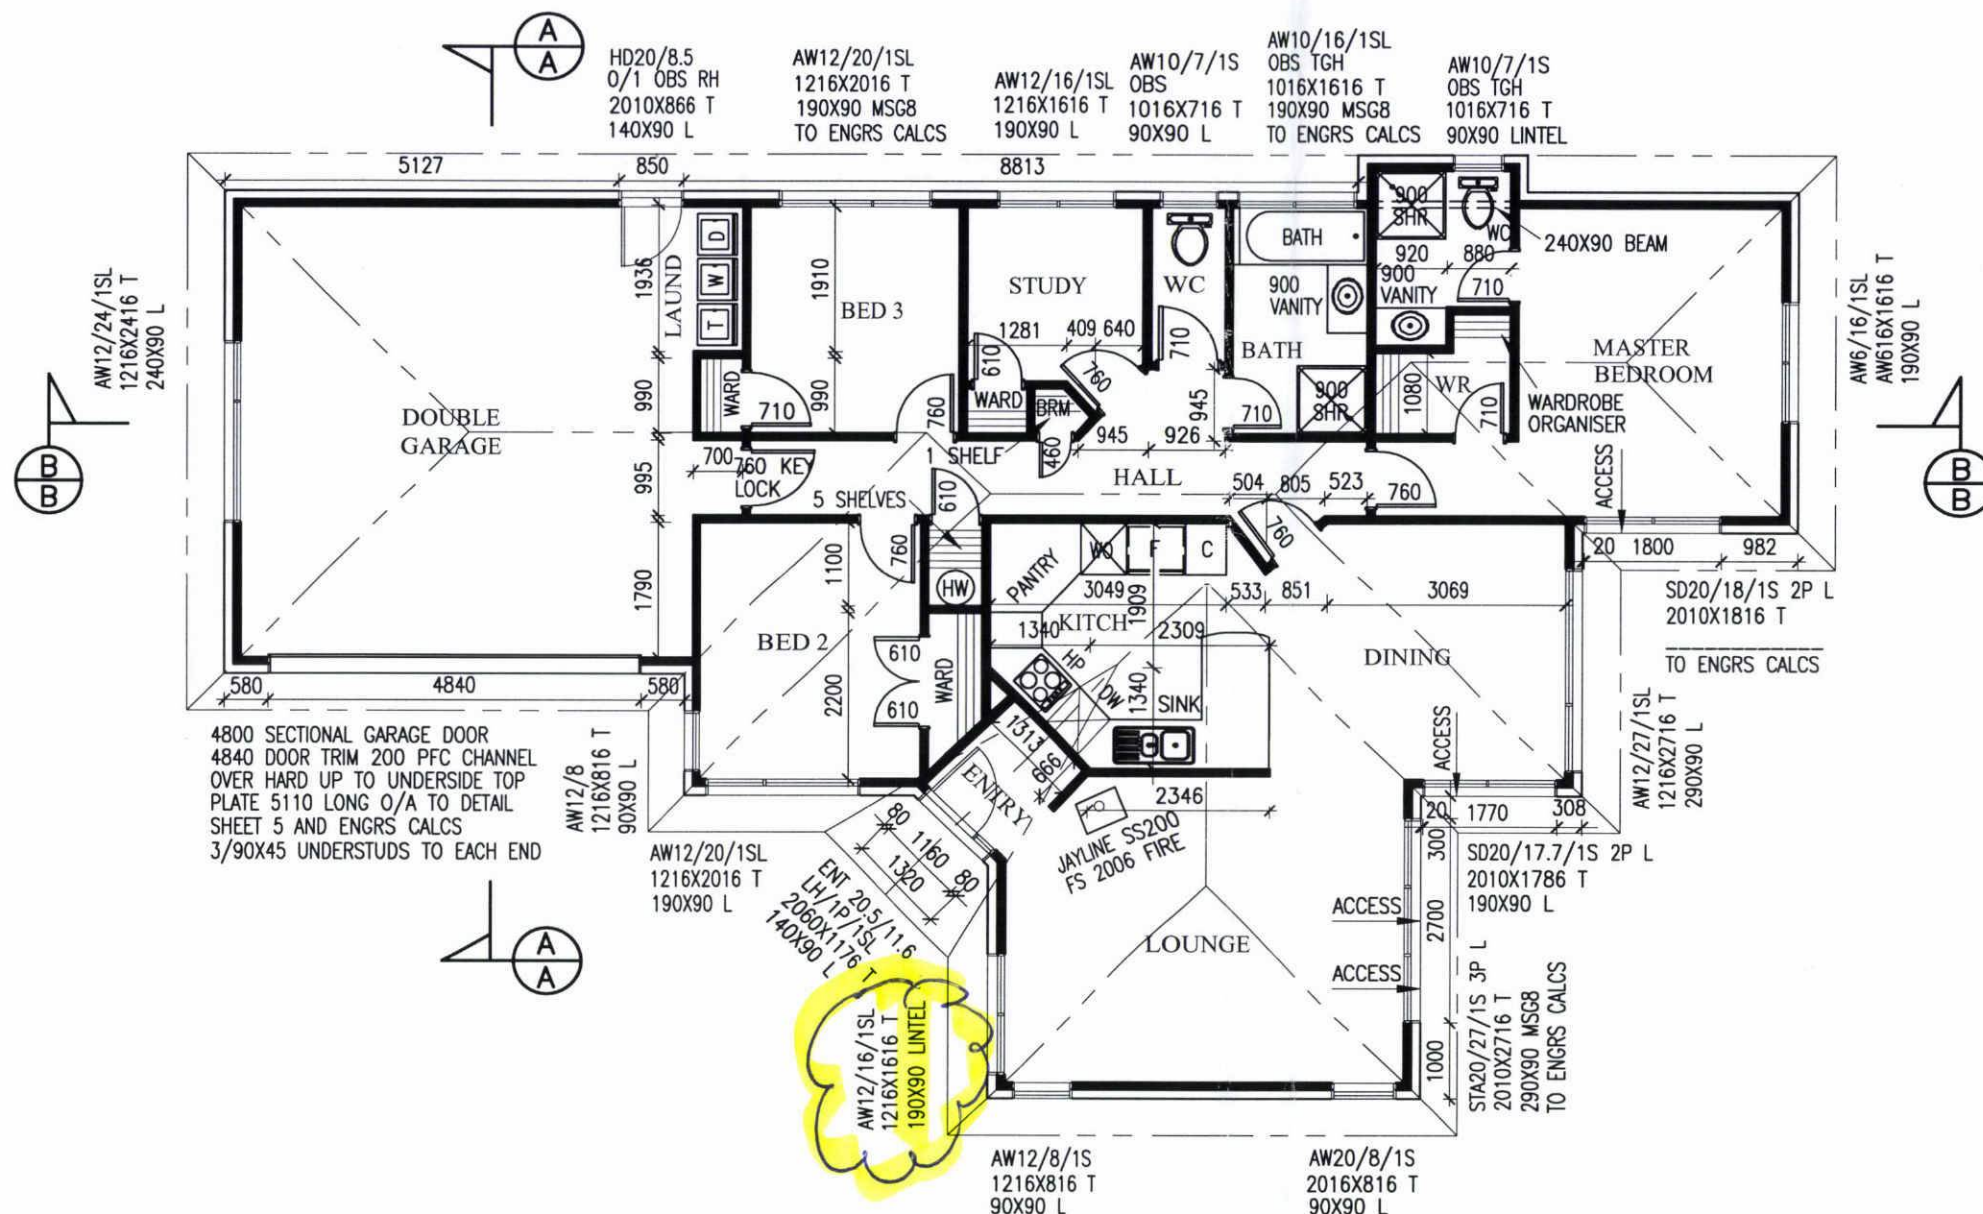 A
A
HD20/8.5
O/1 OBS RH
2010X866 T
140X90 L
AW12/20/1SL
1216X2016 T
190X90 MSG8
TO ENGRS CALCS
AW12/16/1SL
1216X1616 T
190X90 L
AW10/7/1S
OBS
1016X716 T
90X90 L
AW10/16/1SL
OBS TGH
1016X1616 T
190X90 MSG8
TO ENGRS CALCS
AW10/7/1S
OBS TGH
1016X716 T
90X90 LINTEL
5127
850
8813
AW12/24/1SL
1216X2416 T
240X90 L
B
B
DOUBLE
GARAGE
1936
990
995
1790
LAUND
D
W
T
WARD
710
1910
990
BED 3
760
STUDY
1281
409
640
610
WARD
760
BRM
460
WC
710
945
945
926
BATH
900
VANITY
BATH
710
900
SHR
900
SHR
WC
240X90 BEAM
920
880
900
VANITY
710
WR
1080
710
WARDROBE
ORGANISER
MASTER
BEDROOM
AW6/16/1SL
AW616X1616 T
190X90 L
B
B
ACCESS
700
760 KEY
LOCK
1 SHELF
5 SHELVES
610
HALL
504
805
523
760
760
20
1800
982
SD20/18/1S 2P L
2010X1816 T
TO ENGRS CALCS
1100
760
HW
BED 2
2200
610
610
WARD
PANTRY
WO
F
C
3049
1909
533
851
3069
KITCH
1340
2309
HP
DW
1340
SINK
DINING
580
4840
580
4800 SECTIONAL GARAGE DOOR
4840 DOOR TRIM 200 PFC CHANNEL
OVER HARD UP TO UNDERSIDE TOP
PLATE 5110 LONG O/A TO DETAIL
SHEET 5 AND ENGRS CALCS
3/90X45 UNDERSTUDS TO EACH END
AW12/8
1216X816 T
90X90 L
AW12/20/1SL
1216X2016 T
190X90 L
1313
666
ENTRY
2346
JAYLINE SS200
FS 2006 FIRE
80
1160
80
1320
ENT 20.5/11.6
LH/1P/1SL
2060X1176 T
140X90 L
ACCESS
20
1770
308
AW12/27/1SL
1216X2716 T
290X90 L
SD20/17.7/1S 2P L
2010X1786 T
190X90 L
300
2700
1000
ACCESS
ACCESS
LOUNGE
STA20/27/1S 3P L
2010X2716 T
290X90 MSG8
TO ENGRS CALCS
A
A
AW12/16/1SL
1216X1616 T
190X90 LINTEL
AW12/8/1S
1216X816 T
90X90 L
AW20/8/1S
2016X816 T
90X90 L